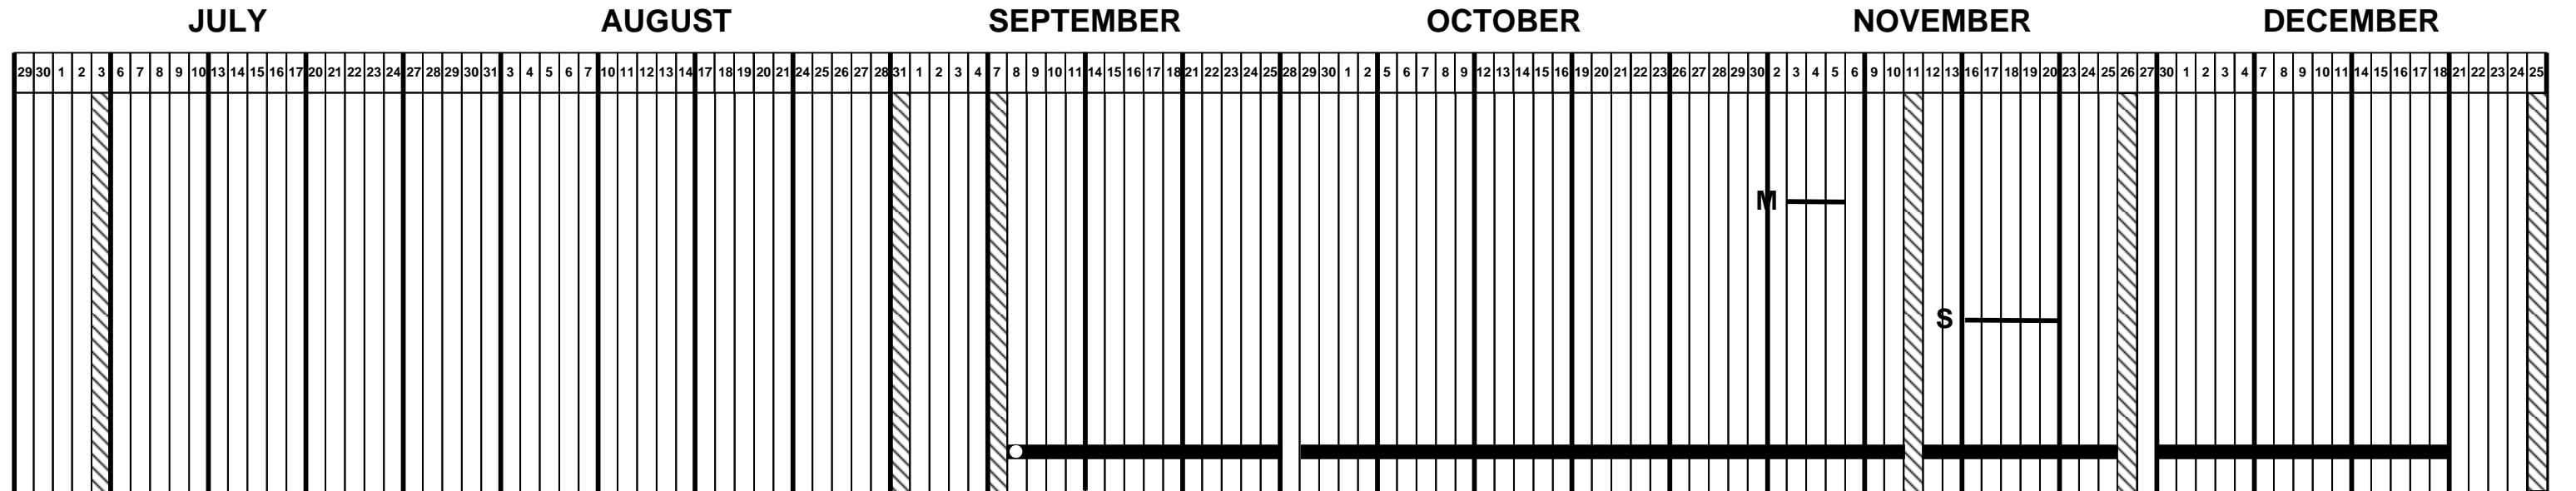 JULY AUGUST SEPTEMBER OCTOBER NOVEMBER DECEMBER
29 30 1 2 3 6 7 8 9 10 13 14 15 16 17 20 21 22 23 24 27 28 29 30 31 3 4 5 6 7 10 11 12 13 14 17 18 19 20 21 24 25 26 27 28 31 1 2 3 4 7 8 9 10 11 14 15 16 17 18 21 22 23 24 25 28 29 30 1 2 5 6 7 8 9 12 13 14 15 16 19 20 21 22 23 26 27 28 29 30 2 3 4 5 6 9 10 11 12 13 16 17 18 19 20 23 24 25 26 27 30 1 2 3 4 7 8 9 10 11 14 15 16 17 18 21 22 23 24 25
M
S